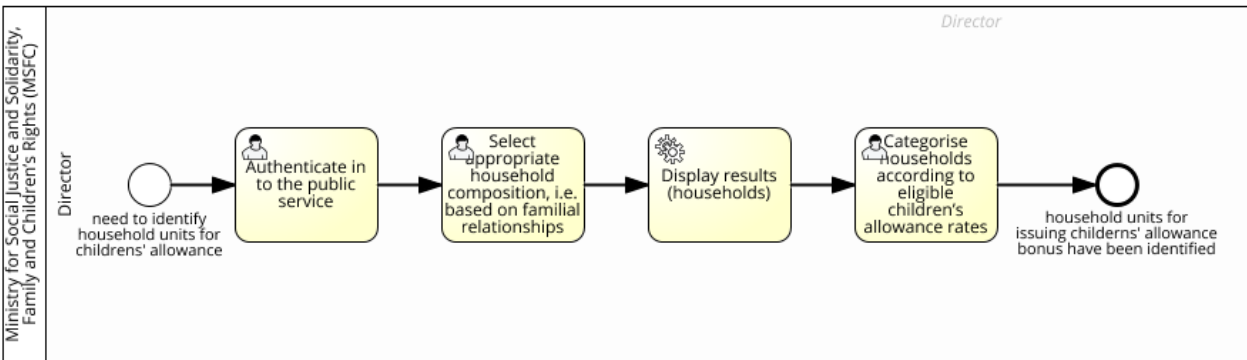 Ministry for Social Justice and Solidarity,
Family and Children's Rights (MSFC)
Director
Director
need to identify
household units for
childrens' allowance
Authenticate in
to the public
service
Select
appropriate
household
composition, i.e.
based on familial
relationships
Display results
(households)
Categorise
households
according to
eligible
children's
allowance rates
household units for
issuing childerns' allowance
bonus have been identified